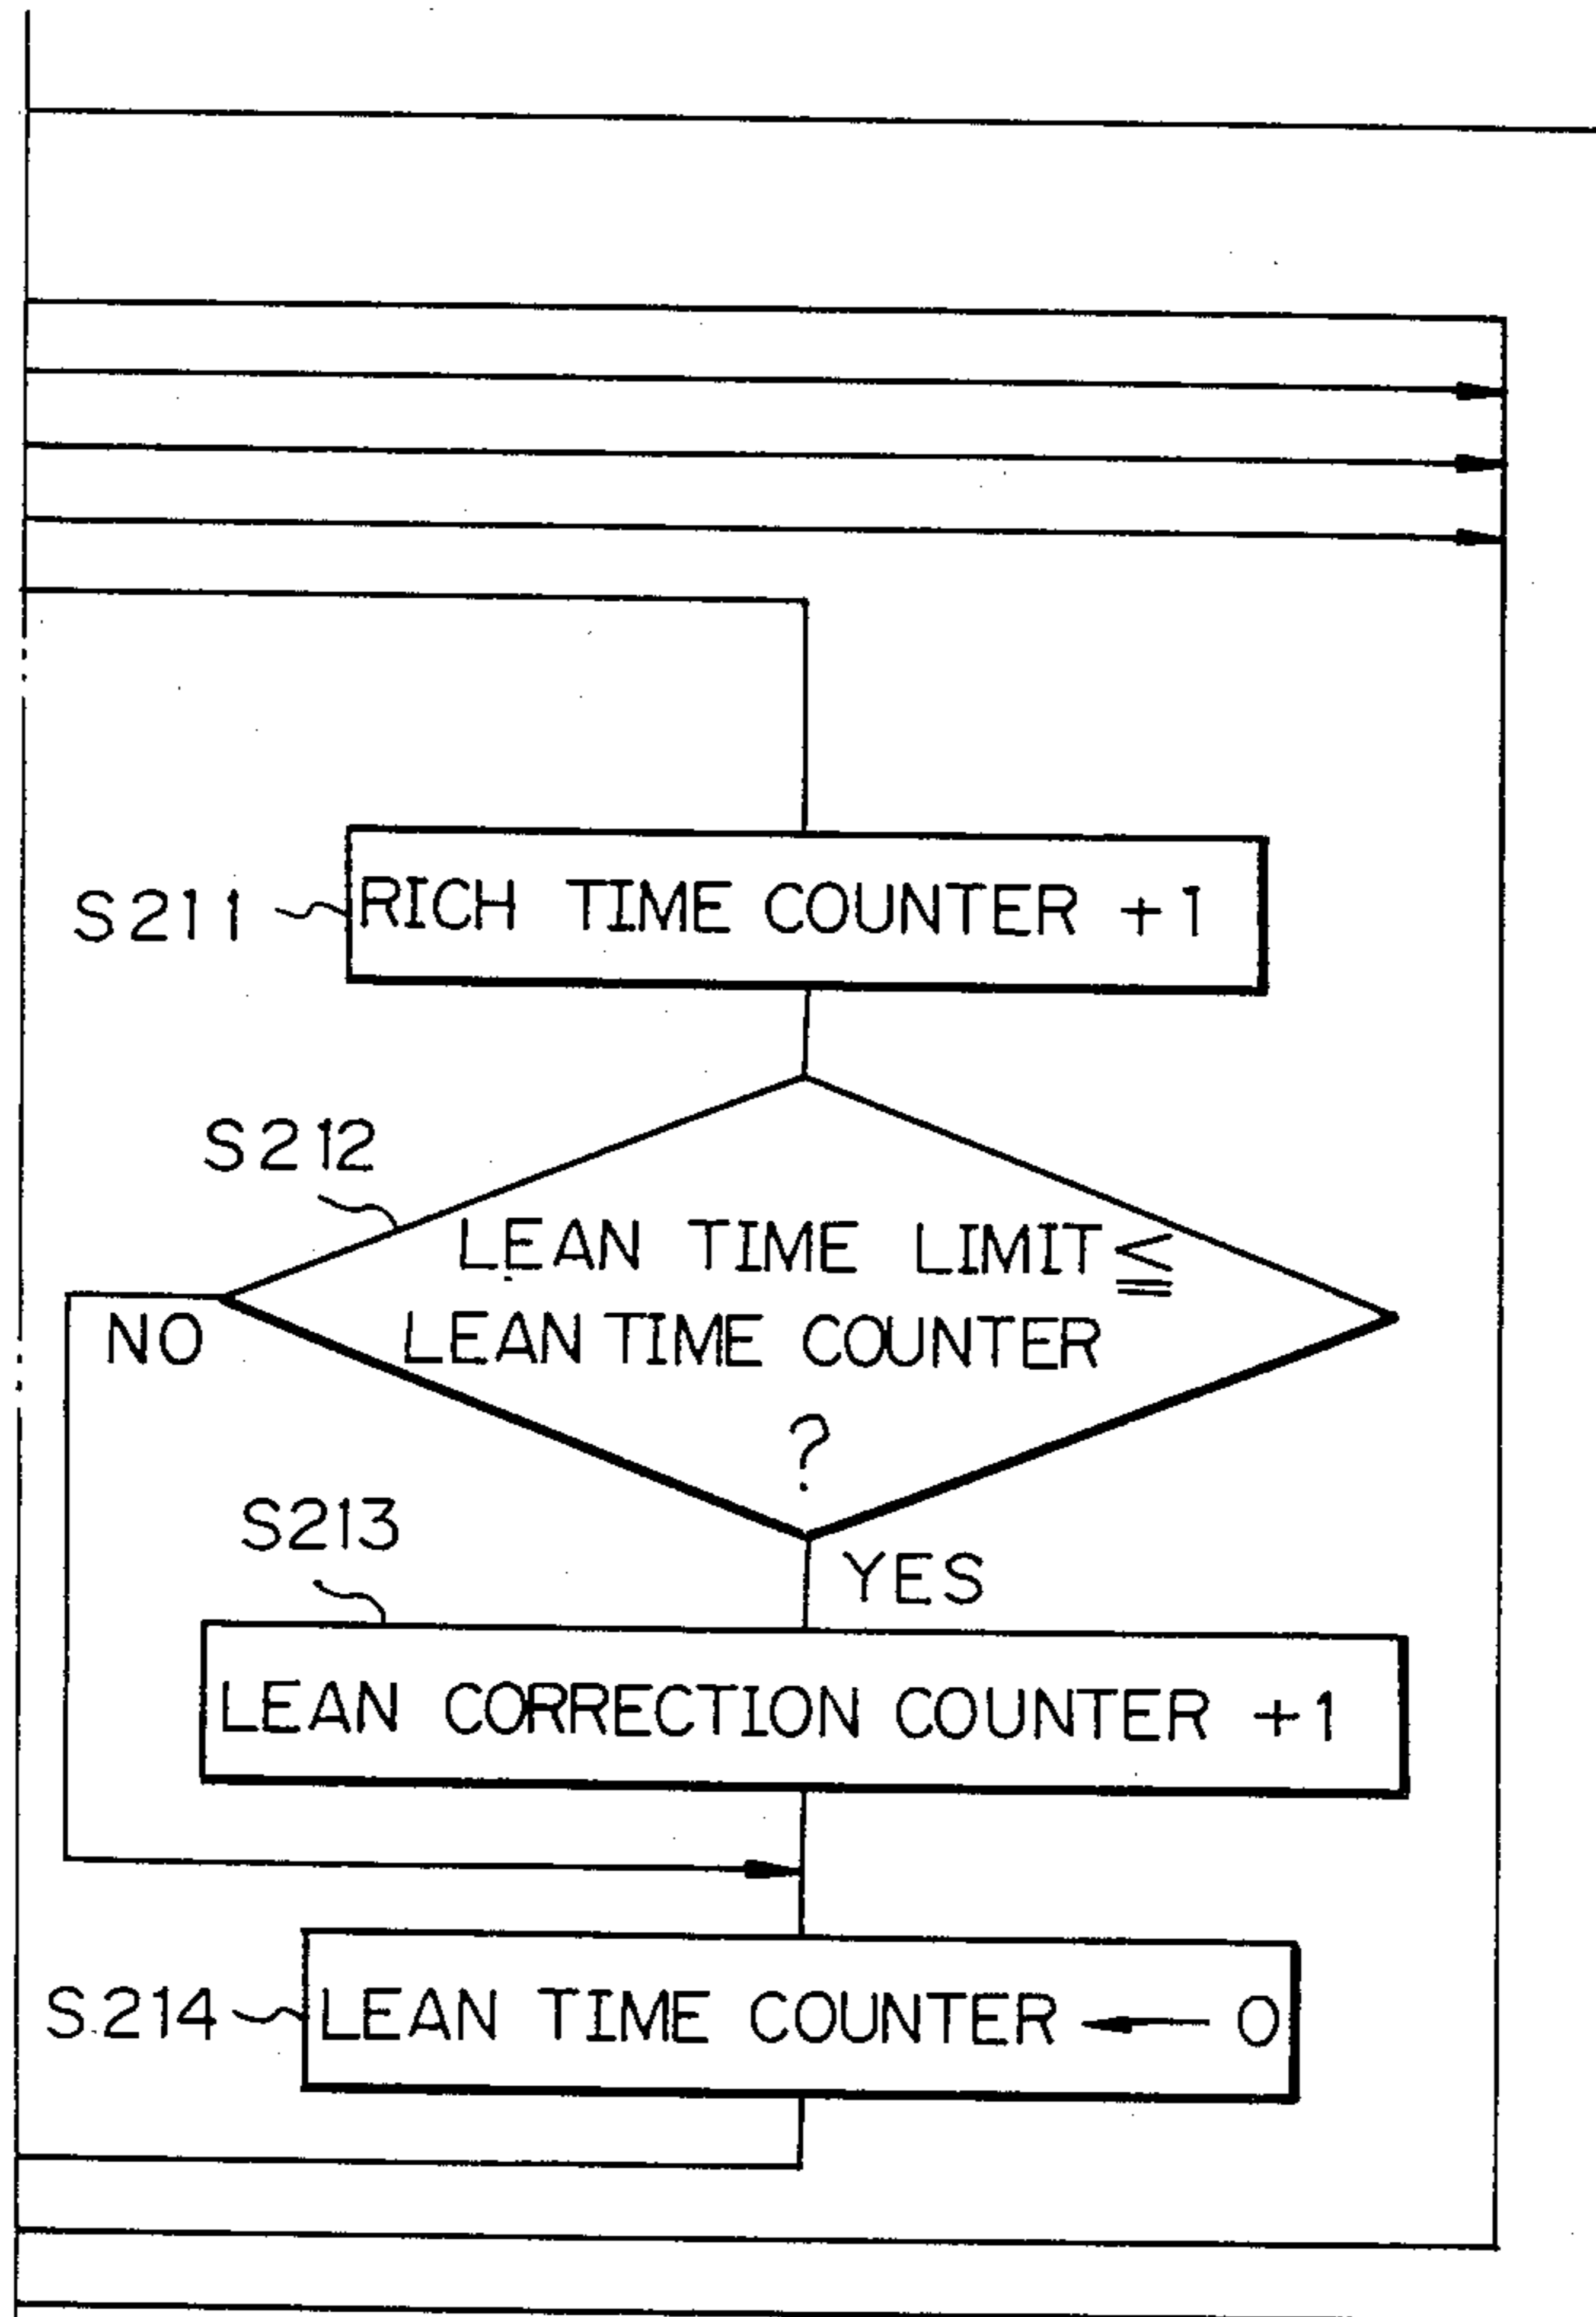 S211
RICH TIME COUNTER +1
S212
LEAN TIME LIMIT ≦
LEAN TIME COUNTER
?
NO
YES
S213
LEAN CORRECTION COUNTER +1
S214
LEAN TIME COUNTER ← 0